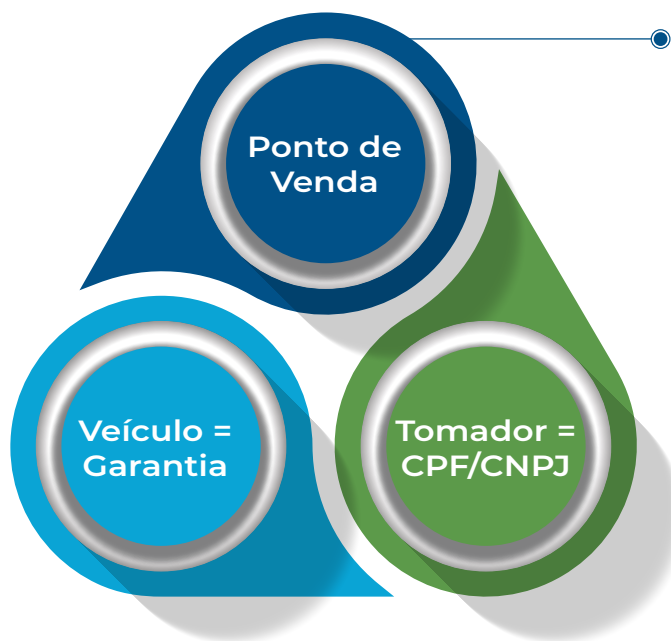 Ponto de
Venda
Veículo =
Garantia
Tomador =
CPF/CNPJ